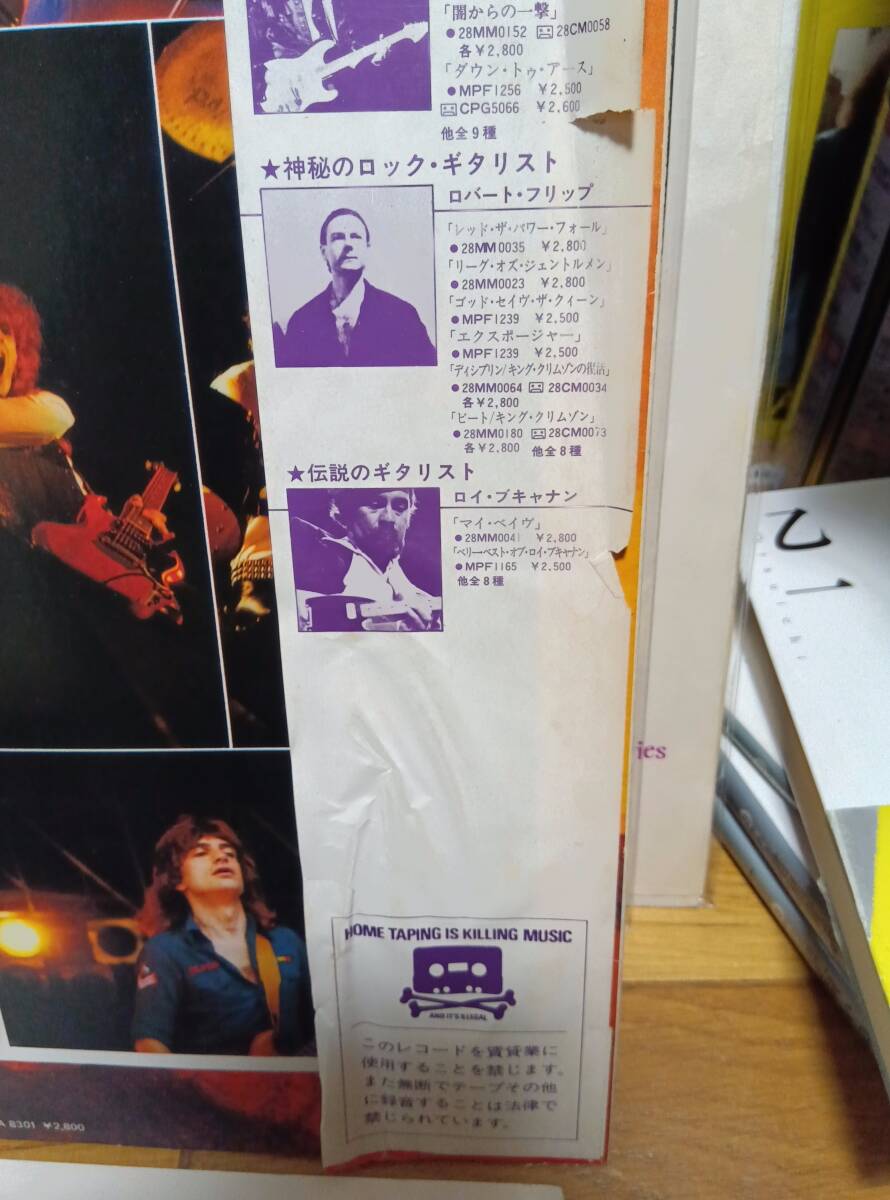 「闇からの一撃」
●28MM0152 28CM0058
各¥2,800
「ダウン・トゥ・アース」
●MPF1256 ¥2,500
CPG5066 ¥2,600
他全9種
★神秘のロック・ギタリスト
ロバート・フリップ
「レッド・ザ・パワー・フォール」
●28MM0035 ¥2,800
「リーグ・オズ・ジェントルメン」
●28MM0023 ¥2,800
「ゴッド・セイヴ・ザ・クィーン」
●MPF1239 ¥2,500
「エクスポージャー」
●MPF1239 ¥2,500
「ディシプリン/キング・クリムゾンの復活」
●28MM0064 28CM0034
各¥2,800
「ビート/キング・クリムゾン」
●28MM0180 28CM0073
各¥2,800 他全8種
★伝説のギタリスト
ロイ・ブキャナン
「マイ・ベイヴ」
●28MM0041 ¥2,800
「ベリー・ベスト・オブ・ロイ・ブキャナン」
●MPF1165 ¥2,500
他全8種
ries
HOME TAPING IS KILLING MUSIC
AND IT'S ILLEGAL
このレコードを賃貸業に
使用することを禁じます。
また無断でテープその他
に録音することは法律で
禁じられています。
A 8301 ¥2,800